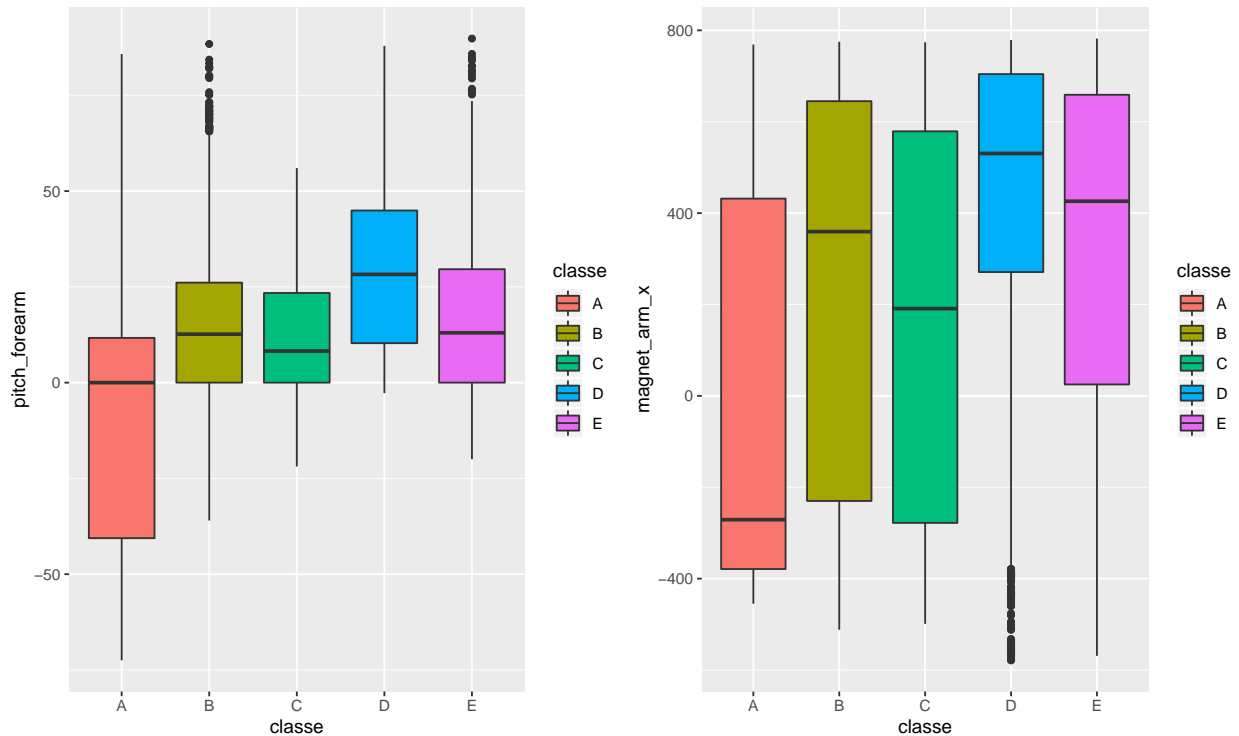 pitch_forearm
50
0
−50
A B C D E
classe
classe
A
B
C
D
E
magnet_arm_x
800
400
0
−400
A B C D E
classe
classe
A
B
C
D
E